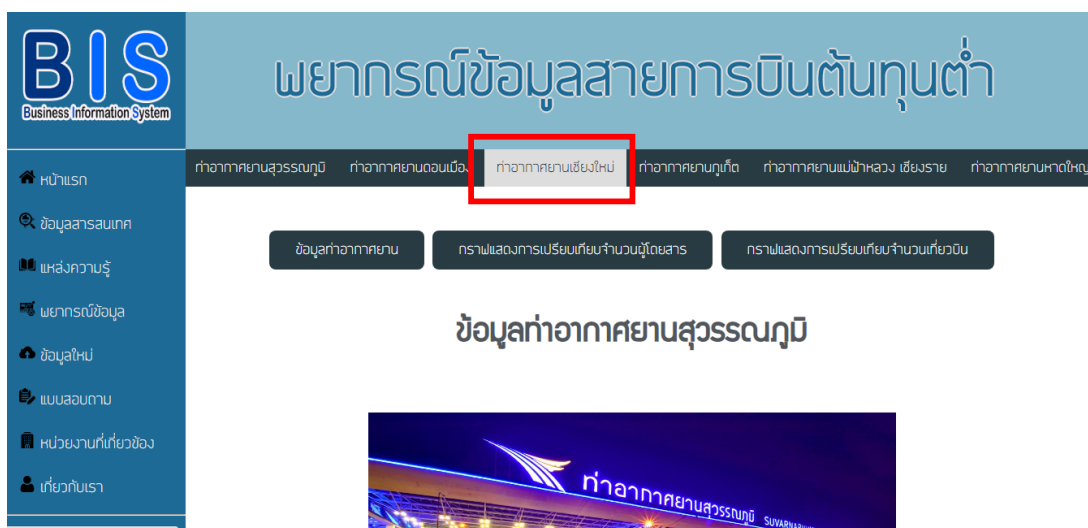 BIS
Business Information System
พยากรณ์ข้อมูลสายการบินต้นทุนต่ำ
ท่าอากาศยานสุวรรณภูมิ ท่าอากาศยานดอนเมือง ท่าอากาศยานเชียงใหม่ ท่าอากาศยานภูเก็ต ท่าอากาศยานแม่ฟ้าหลวง เชียงราย ท่าอากาศยานหาดใหญ่
หน้าแรก
ข้อมูลสารสนเทศ
แหล่งความรู้
พยากรณ์ข้อมูล
ข้อมูลใหม่
แบบสอบถาม
หน่วยงานที่เกี่ยวข้อง
เกี่ยวกับเรา
ข้อมูลท่าอากาศยาน กราฟแสดงการเปรียบเทียบจำนวนผู้โดยสาร กราฟแสดงการเปรียบเทียบจำนวนเที่ยวบิน
ข้อมูลท่าอากาศยานสุวรรณภูมิ
ท่าอากาศยานสุวรรณภูมิ